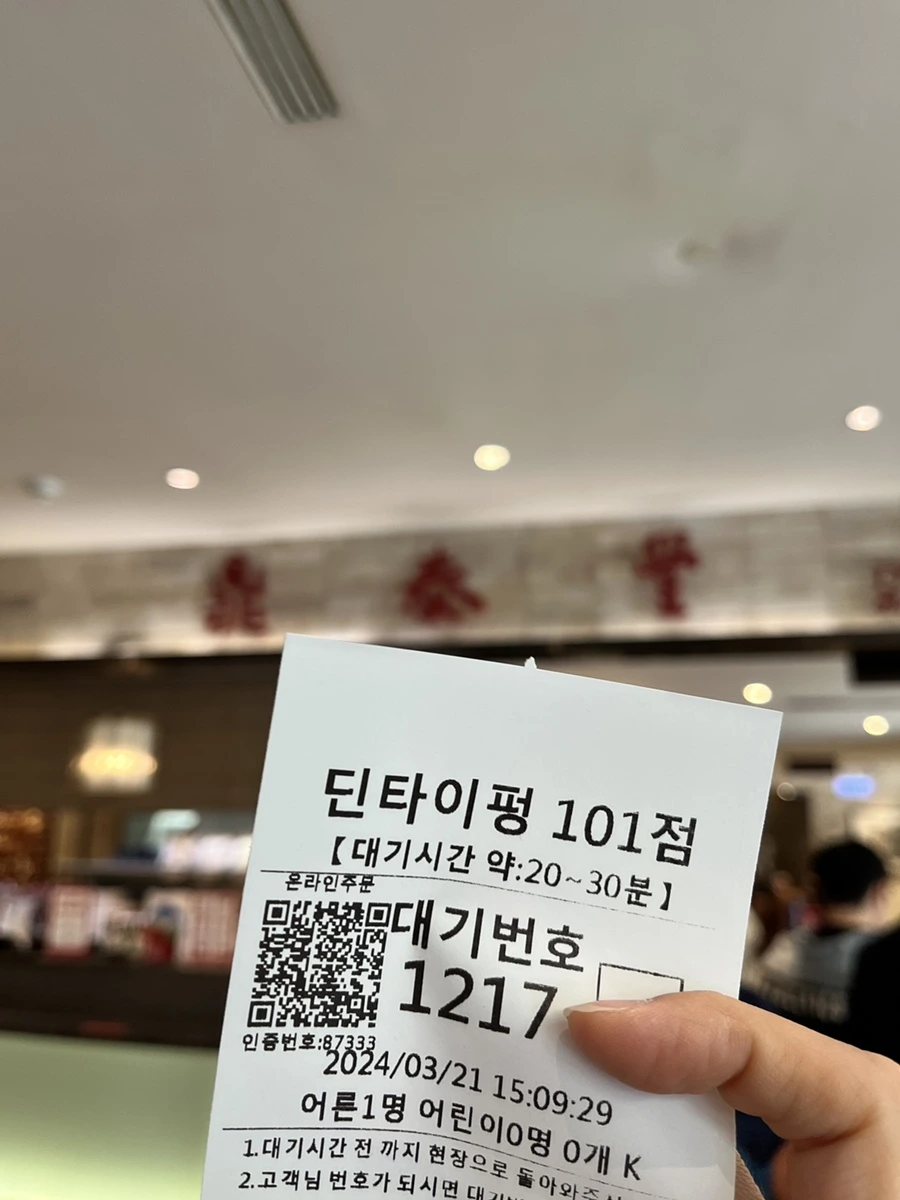 鼎泰豐
딘타이펑 101점
【대기시간 약:20~30분】
온라인주문
대기번호
1217
인증번호:87333
2024/03/21 15:09:29
어른1명 어린이0명 0개 K
1.대기시간 전 까지 현장으로 돌아와주
2.고객님 번호가 되시면